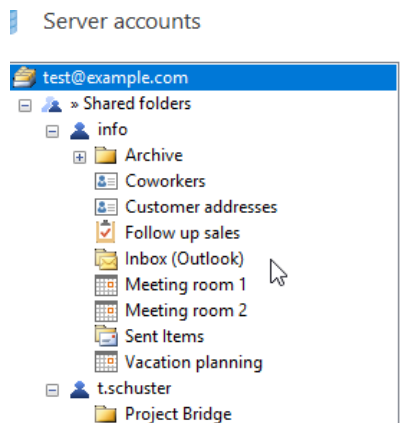 Server accounts
test@example.com
» Shared folders
info
Archive
Coworkers
Customer addresses
Follow up sales
Inbox (Outlook)
Meeting room 1
Meeting room 2
Sent Items
Vacation planning
t.schuster
Project Bridge